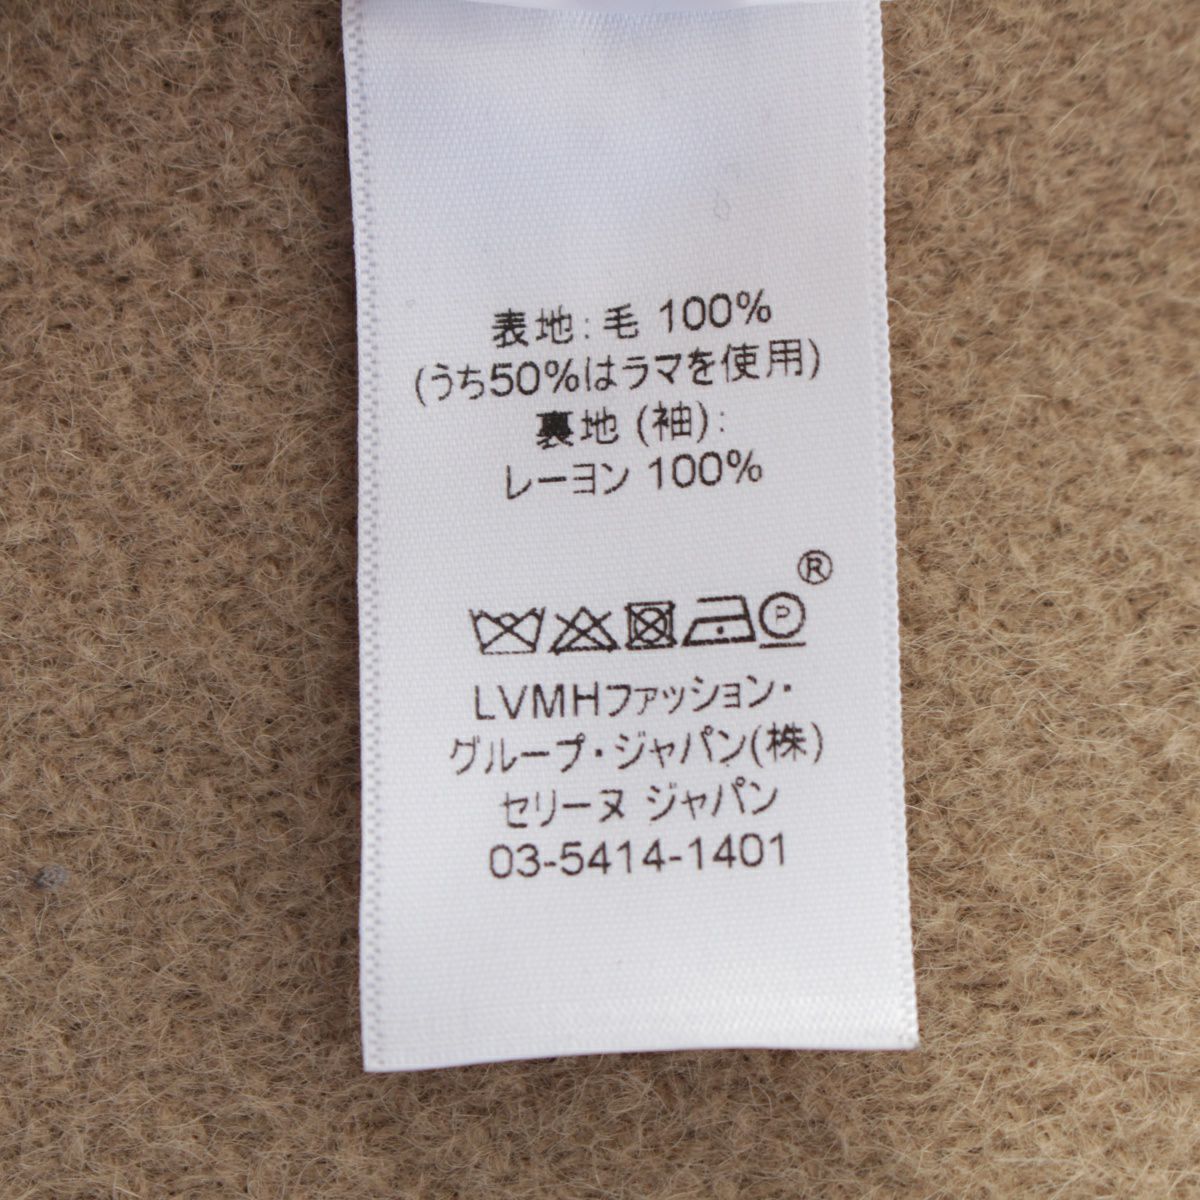 表地: 毛 100%
(うち50%はラマを使用)
裏地 (袖):
レーヨン 100%
®
P
LVMHファッション・
グループ・ジャパン(株)
セリーヌ ジャパン
03-5414-1401